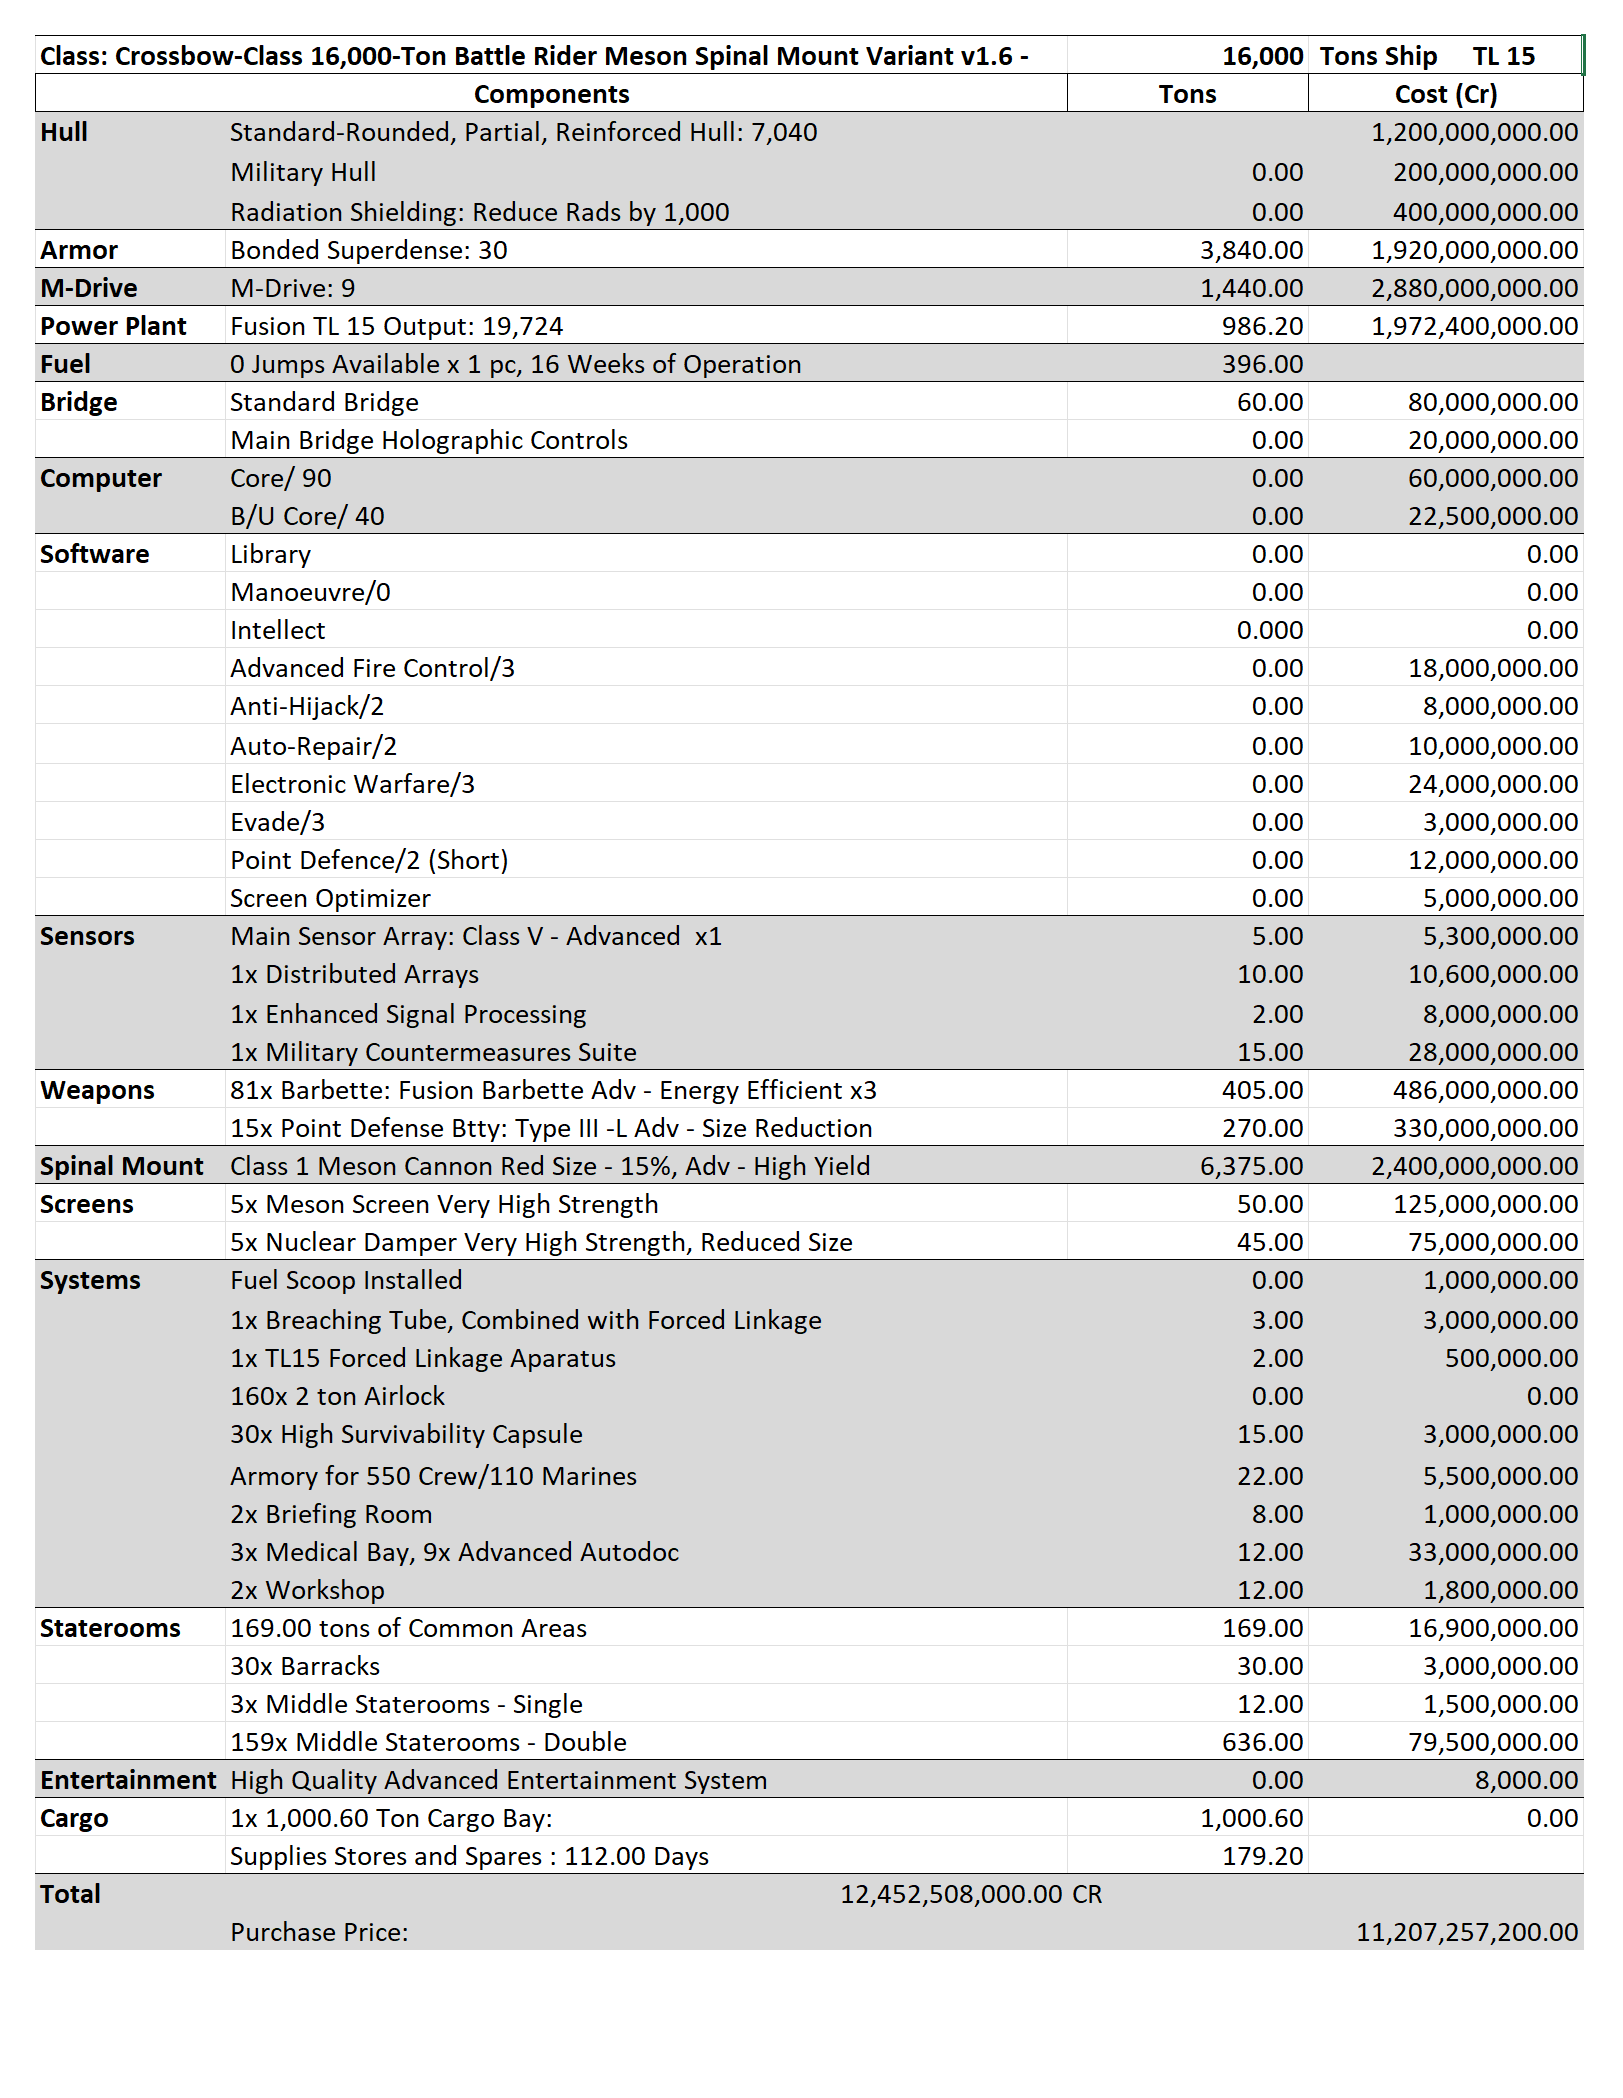 Class: Crossbow-Class 16,000-Ton Battle Rider Meson Spinal Mount Variant v1.6 - 16,000 Tons Ship TL 15
Components Tons Cost (Cr)
Hull Standard-Rounded, Partial, Reinforced Hull: 7,040 1,200,000,000.00
Military Hull 0.00 200,000,000.00
Radiation Shielding: Reduce Rads by 1,000 0.00 400,000,000.00
Armor Bonded Superdense: 30 3,840.00 1,920,000,000.00
M-Drive M-Drive: 9 1,440.00 2,880,000,000.00
Power Plant Fusion TL 15 Output: 19,724 986.20 1,972,400,000.00
Fuel 0 Jumps Available x 1 pc, 16 Weeks of Operation 396.00
Bridge Standard Bridge 60.00 80,000,000.00
Main Bridge Holographic Controls 0.00 20,000,000.00
Computer Core/ 90 0.00 60,000,000.00
B/U Core/ 40 0.00 22,500,000.00
Software Library 0.00 0.00
Manoeuvre/0 0.00 0.00
Intellect 0.000 0.00
Advanced Fire Control/3 0.00 18,000,000.00
Anti-Hijack/2 0.00 8,000,000.00
Auto-Repair/2 0.00 10,000,000.00
Electronic Warfare/3 0.00 24,000,000.00
Evade/3 0.00 3,000,000.00
Point Defence/2 (Short) 0.00 12,000,000.00
Screen Optimizer 0.00 5,000,000.00
Sensors Main Sensor Array: Class V - Advanced x1 5.00 5,300,000.00
1x Distributed Arrays 10.00 10,600,000.00
1x Enhanced Signal Processing 2.00 8,000,000.00
1x Military Countermeasures Suite 15.00 28,000,000.00
Weapons 81x Barbette: Fusion Barbette Adv - Energy Efficient x3 405.00 486,000,000.00
15x Point Defense Btty: Type III -L Adv - Size Reduction 270.00 330,000,000.00
Spinal Mount Class 1 Meson Cannon Red Size - 15%, Adv - High Yield 6,375.00 2,400,000,000.00
Screens 5x Meson Screen Very High Strength 50.00 125,000,000.00
5x Nuclear Damper Very High Strength, Reduced Size 45.00 75,000,000.00
Systems Fuel Scoop Installed 0.00 1,000,000.00
1x Breaching Tube, Combined with Forced Linkage 3.00 3,000,000.00
1x TL15 Forced Linkage Aparatus 2.00 500,000.00
160x 2 ton Airlock 0.00 0.00
30x High Survivability Capsule 15.00 3,000,000.00
Armory for 550 Crew/110 Marines 22.00 5,500,000.00
2x Briefing Room 8.00 1,000,000.00
3x Medical Bay, 9x Advanced Autodoc 12.00 33,000,000.00
2x Workshop 12.00 1,800,000.00
Staterooms 169.00 tons of Common Areas 169.00 16,900,000.00
30x Barracks 30.00 3,000,000.00
3x Middle Staterooms - Single 12.00 1,500,000.00
159x Middle Staterooms - Double 636.00 79,500,000.00
Entertainment High Quality Advanced Entertainment System 0.00 8,000.00
Cargo 1x 1,000.60 Ton Cargo Bay: 1,000.60 0.00
Supplies Stores and Spares : 112.00 Days 179.20
Total 12,452,508,000.00 CR
Purchase Price: 11,207,257,200.00